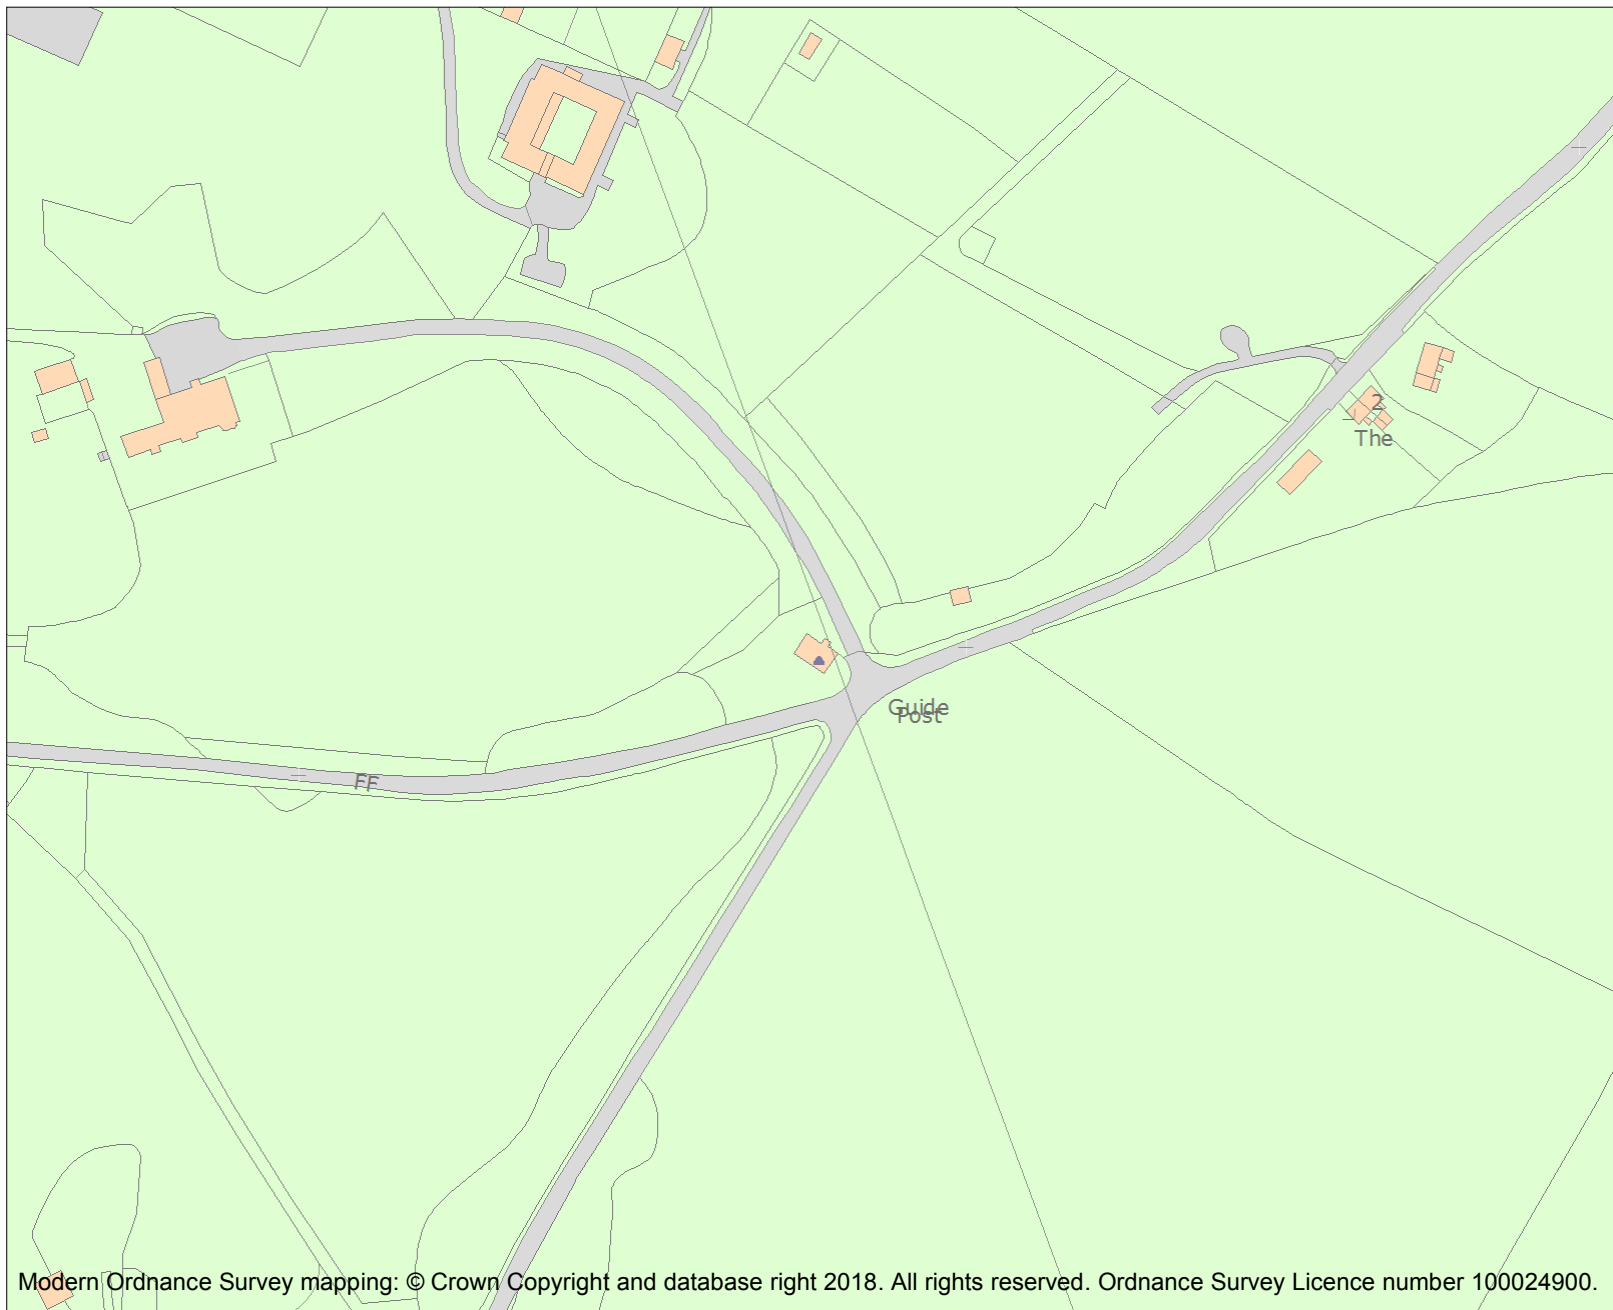 2
The
Guide
Post
FF
Modern Ordnance Survey mapping: © Crown Copyright and database right 2018. All rights reserved. Ordnance Survey Licence number 100024900.